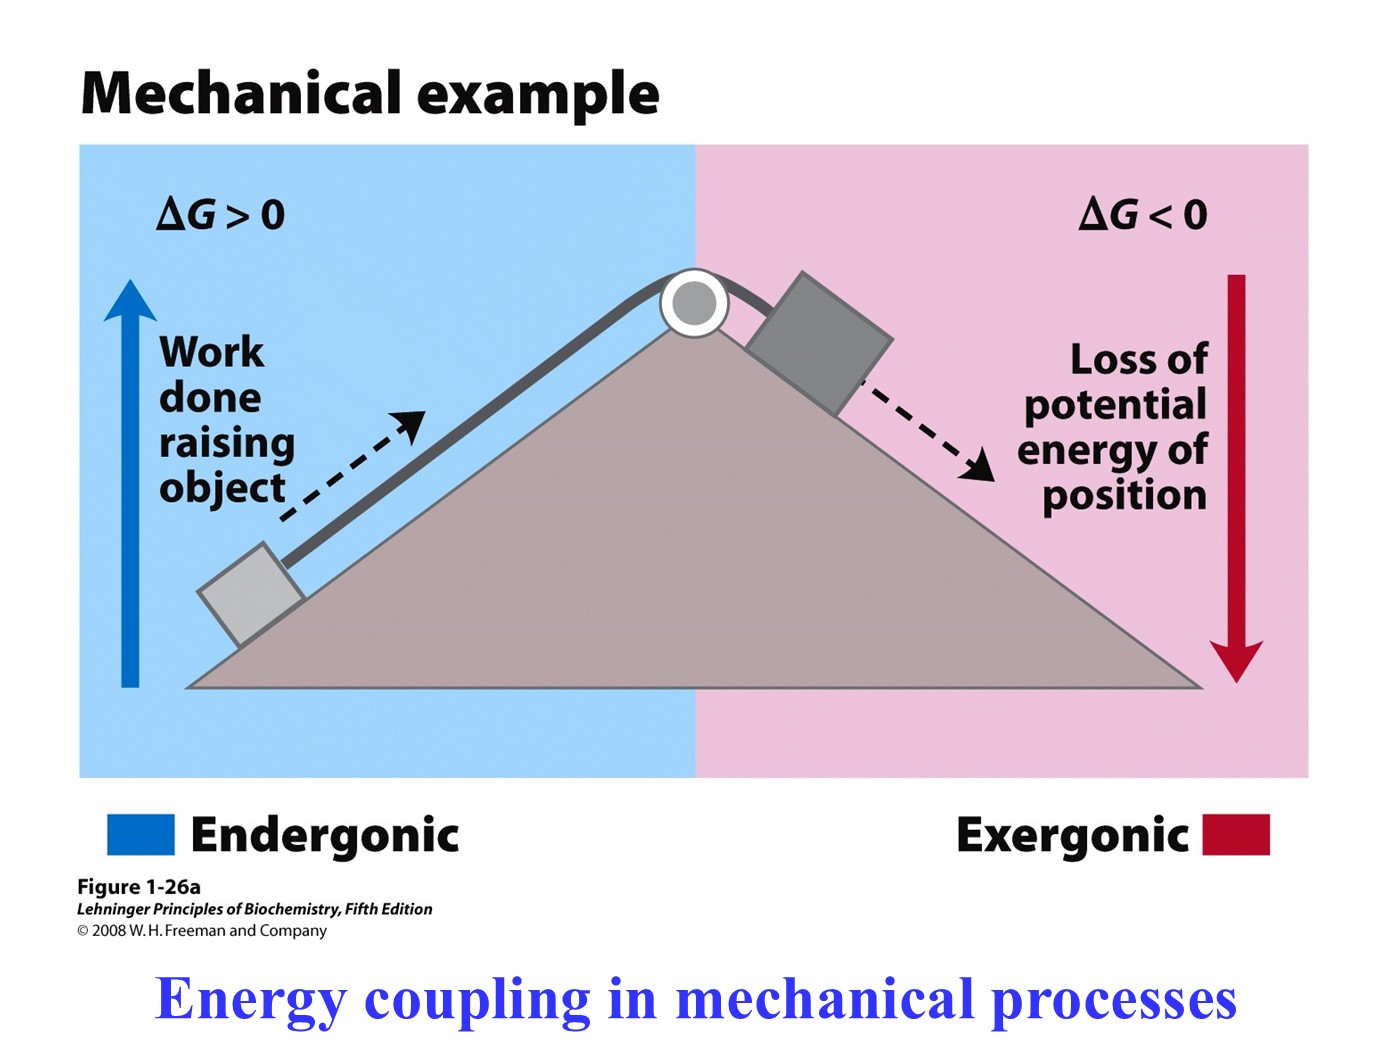 Mechanical example
ΔG > 0
ΔG < 0
Work
done
raising
object
Loss of
potential
energy of
position
Endergonic
Exergonic
Figure 1-26a
Lehninger Principles of Biochemistry, Fifth Edition
© 2008 W. H. Freeman and Company
Energy coupling in mechanical processes